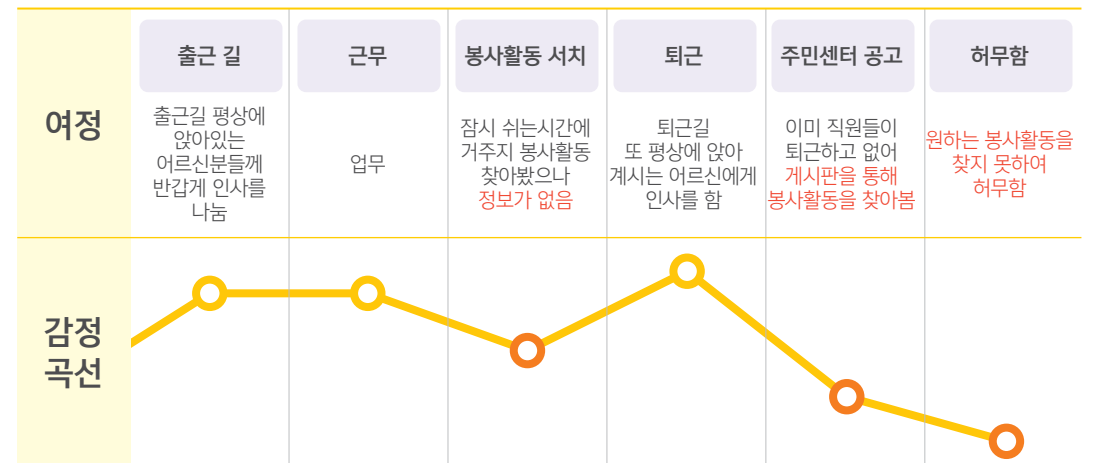 출근 길
근무
봉사활동 서치
퇴근
주민센터 공고
허무함
여정
출근길 평상에
앉아있는
어르신분들께
반갑게 인사를
나눔
업무
잠시 쉬는시간에
거주지 봉사활동
찾아봤으나
정보가 없음
퇴근길
또 평상에 앉아
계시는 어르신에게
인사를 함
이미 직원들이
퇴근하고 없어
게시판을 통해
봉사활동을 찾아봄
원하는 봉사활동을
찾지 못하여
허무함
감정
곡선